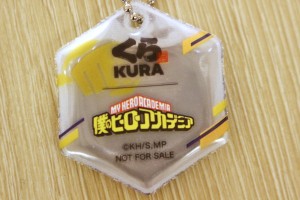 くら
KURA
MY HERO ACADEMIA
僕のヒーローアカデミア
©KH/S,MP
NOT FOR SALE